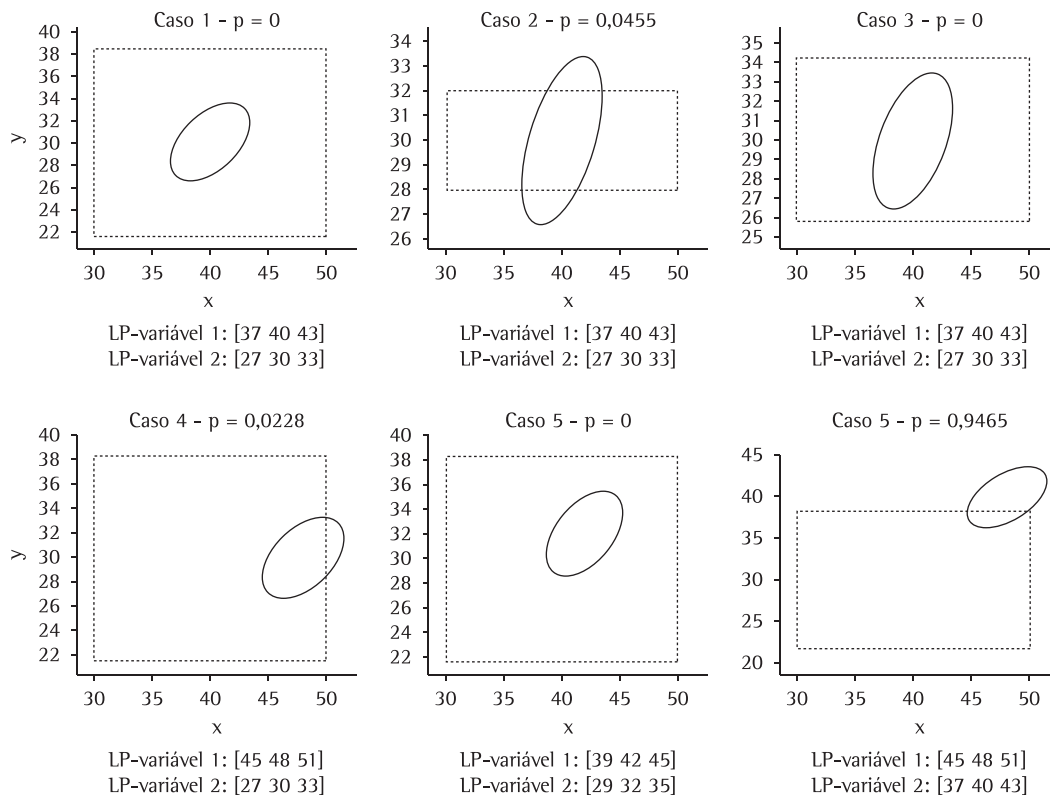 Caso 1 - p = 0
y
40
38
36
34
32
30
28
26
24
22
30 35 40 45 50
x
LP-variável 1: [37 40 43]
LP-variável 2: [27 30 33]
Caso 2 - p = 0,0455
34
33
32
31
30
29
28
27
26
30 35 40 45 50
x
LP-variável 1: [37 40 43]
LP-variável 2: [27 30 33]
Caso 3 - p = 0
35
34
33
32
31
30
29
28
27
26
25
30 35 40 45 50
x
LP-variável 1: [37 40 43]
LP-variável 2: [27 30 33]
Caso 4 - p = 0,0228
y
40
38
36
34
32
30
28
26
24
22
30 35 40 45 50
x
LP-variável 1: [45 48 51]
LP-variável 2: [27 30 33]
Caso 5 - p = 0
40
38
36
34
32
30
28
26
24
22
30 35 40 45 50
x
LP-variável 1: [39 42 45]
LP-variável 2: [29 32 35]
Caso 5 - p = 0,9465
45
40
35
30
25
20
30 35 40 45 50
x
LP-variável 1: [45 48 51]
LP-variável 2: [37 40 43]